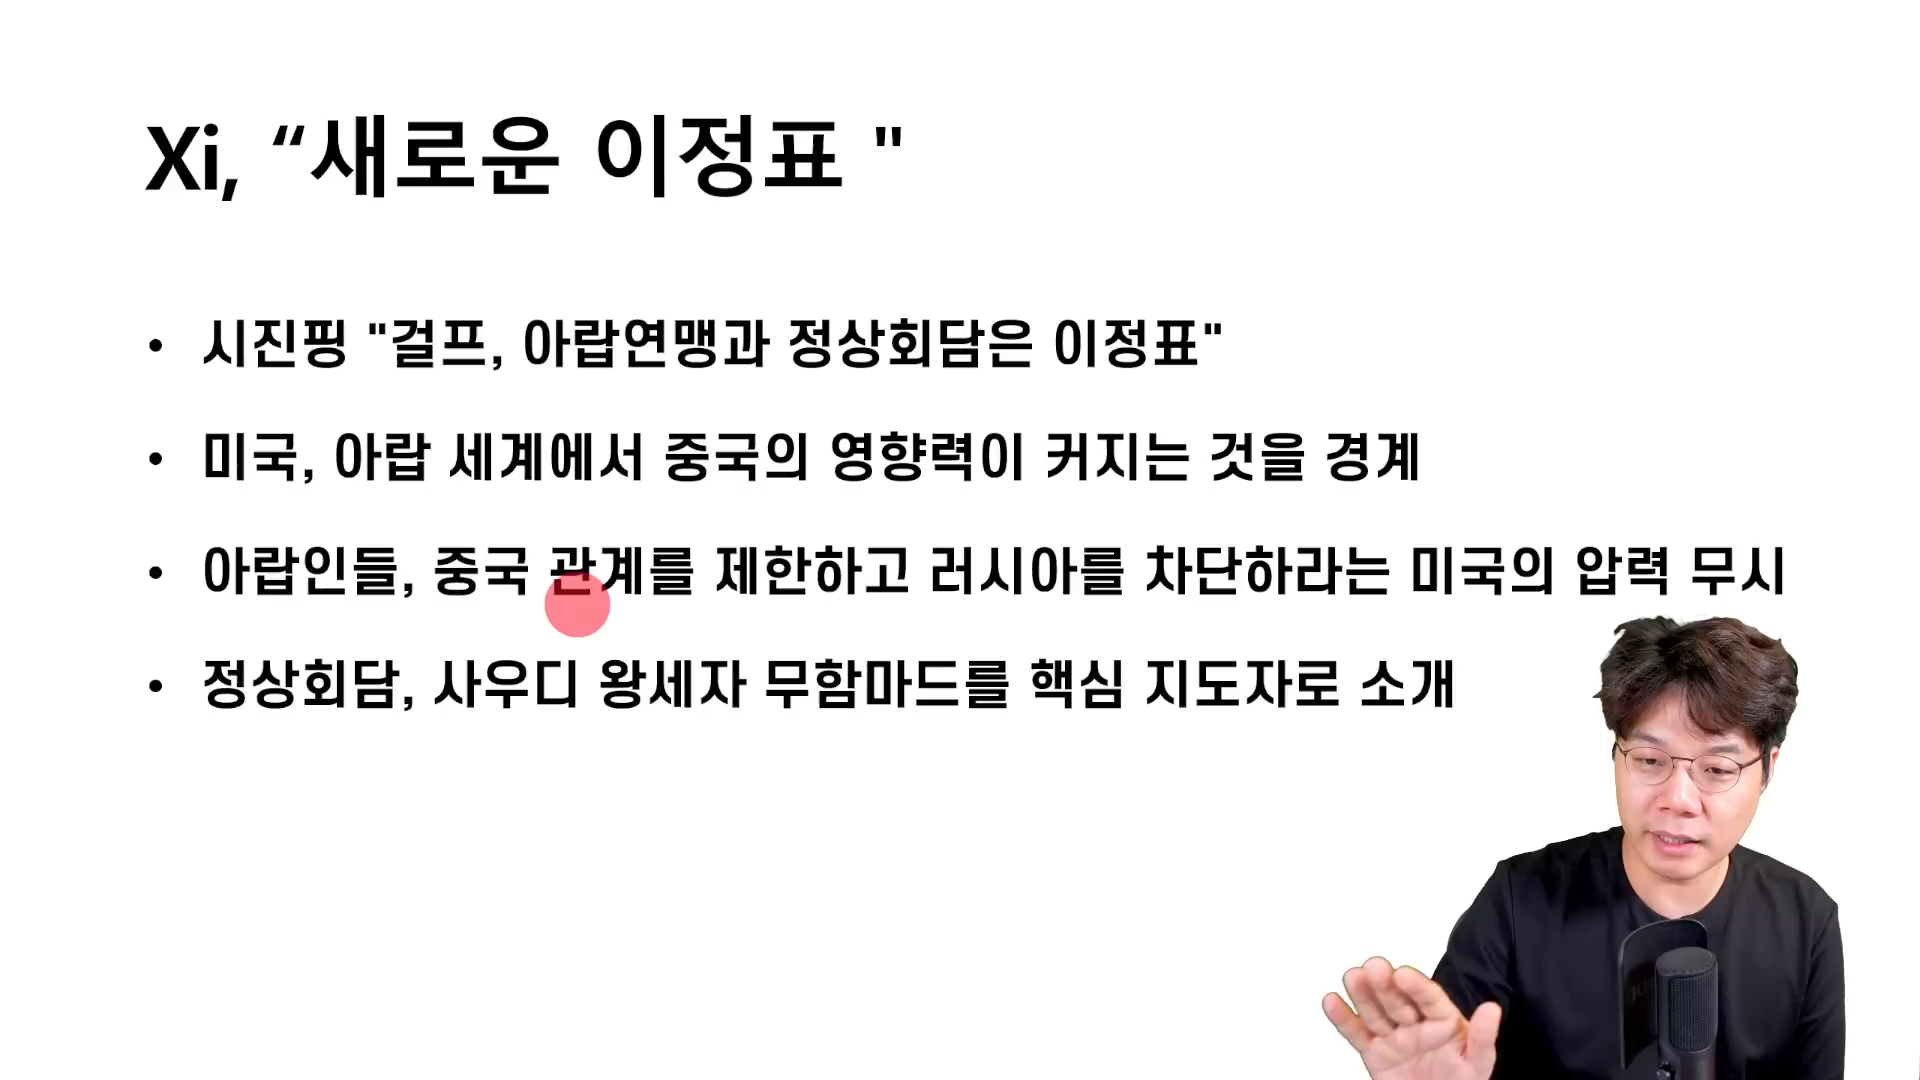 Xi, “새로운 이정표 "
• 시진핑 "걸프, 아랍연맹과 정상회담은 이정표"
• 미국, 아랍 세계에서 중국의 영향력이 커지는 것을 경계
• 아랍인들, 중국 관계를 제한하고 러시아를 차단하라는 미국의 압력 무시
• 정상회담, 사우디 왕세자 무함마드를 핵심 지도자로 소개